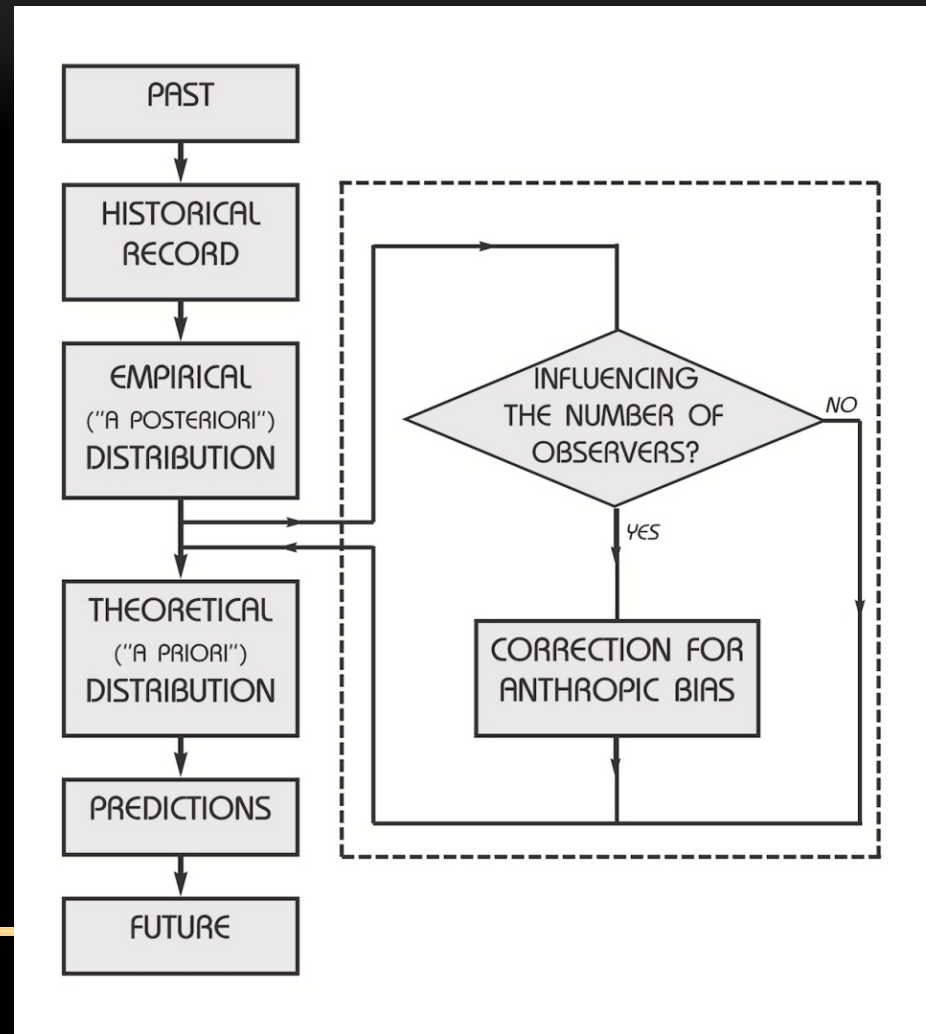 PAST
HISTORICAL
RECORD
EMPIRICAL
("A POSTERIORI")
DISTRIBUTION
THEORETICAL
("A PRIORI")
DISTRIBUTION
PREDICTIONS
FUTURE
INFLUENCING
THE NUMBER OF
OBSERVERS?
NO
YES
CORRECTION FOR
ANTHROPIC BIAS